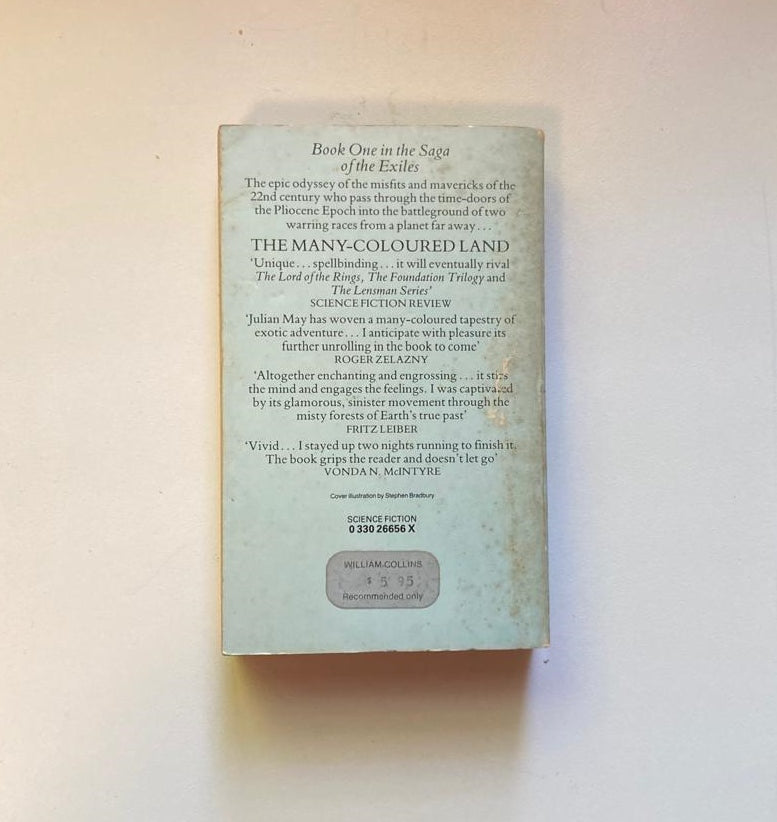 Book One in the Saga
of the Exiles
The epic odyssey of the misfits and mavericks of the
22nd century who pass through the time-doors of
the Pliocene Epoch into the battleground of two
warring races from a planet far away...
THE MANY-COLOURED LAND
'Unique... spellbinding... it will eventually rival
The Lord of the Rings, The Foundation Trilogy and
The Lensman Series'
SCIENCE FICTION REVIEW
'Julian May has woven a many-coloured tapestry of
exotic adventure... I anticipate with pleasure its
further unrolling in the book to come'
ROGER ZELAZNY
'Altogether enchanting and engrossing... it stirs
the mind and engages the feelings. I was captivated
by its glamorous, sinister movement through the
misty forests of Earth's true past'
FRITZ LEIBER
'Vivid... I stayed up two nights running to finish it.
The book grips the reader and doesn't let go'
VONDA N. McINTYRE
Cover illustration by Stephen Bradbury
SCIENCE FICTION
0 330 26656 X
WILLIAM COLLINS
$ 5 95
Recommended only